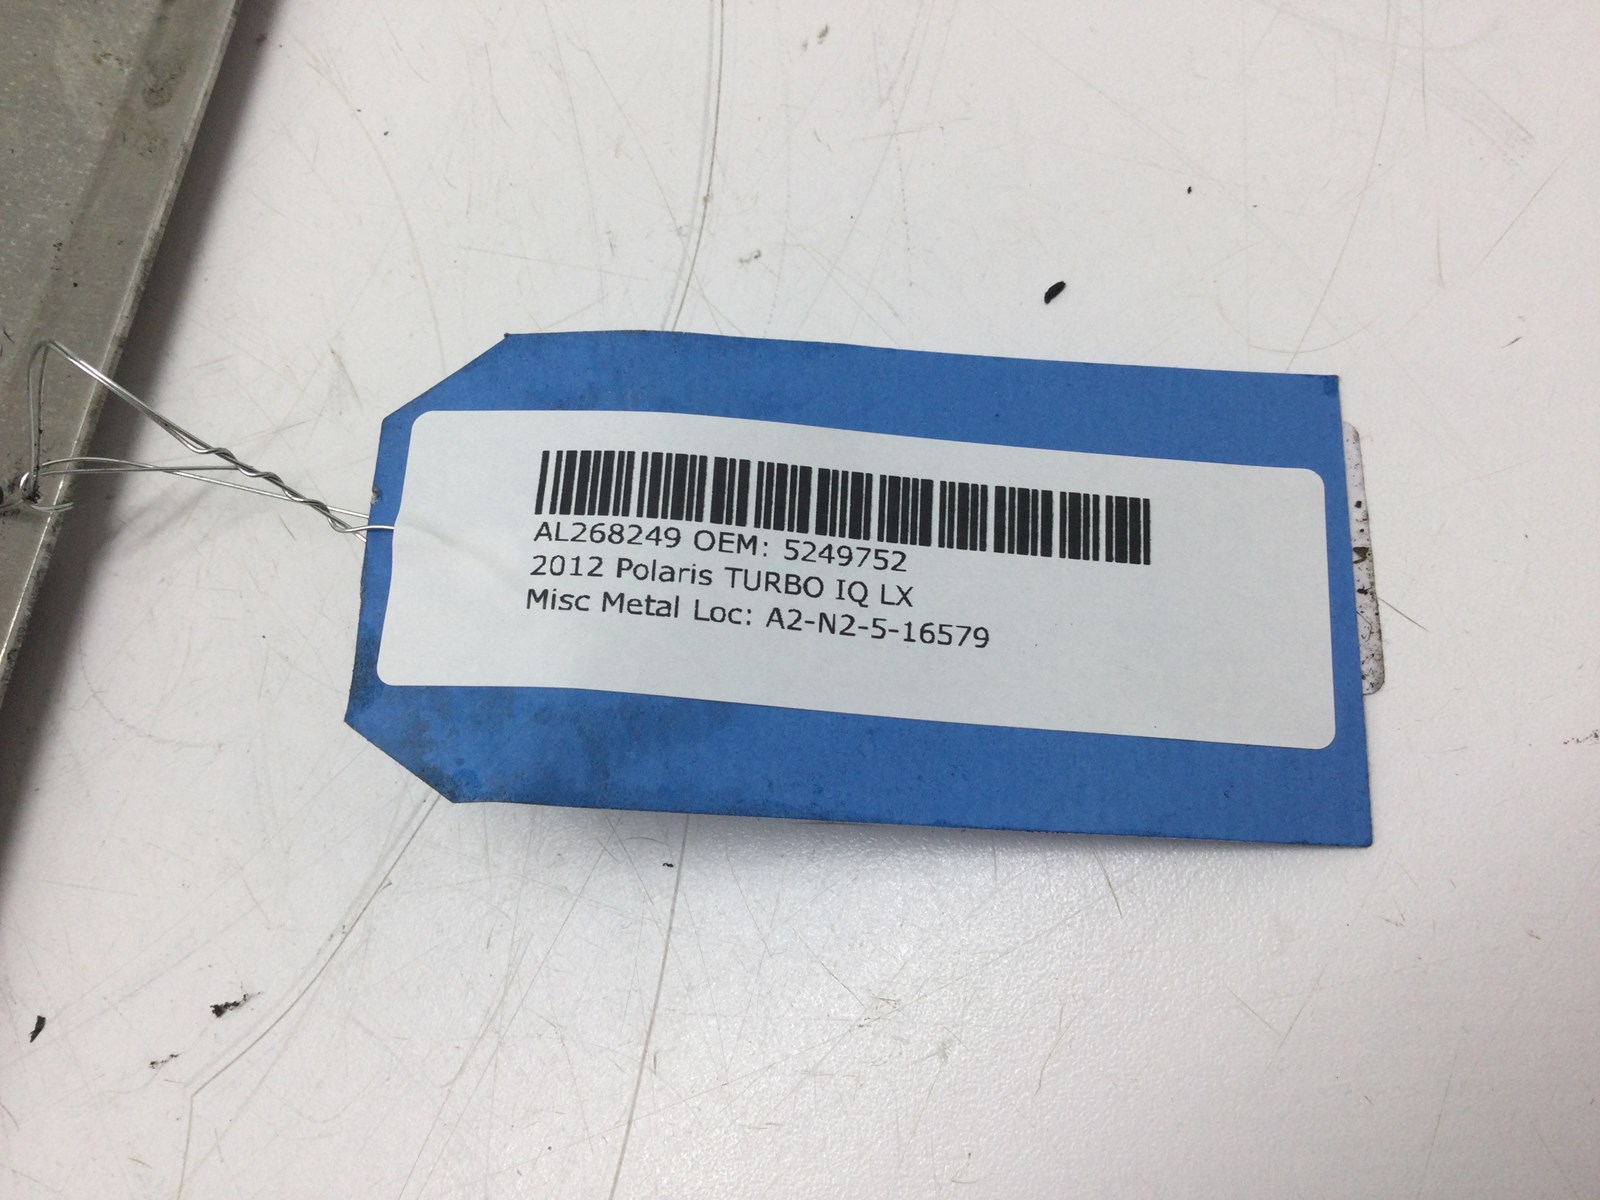 AL268249 OEM: 5249752
2012 Polaris TURBO IQ LX
Misc Metal Loc: A2-N2-5-16579